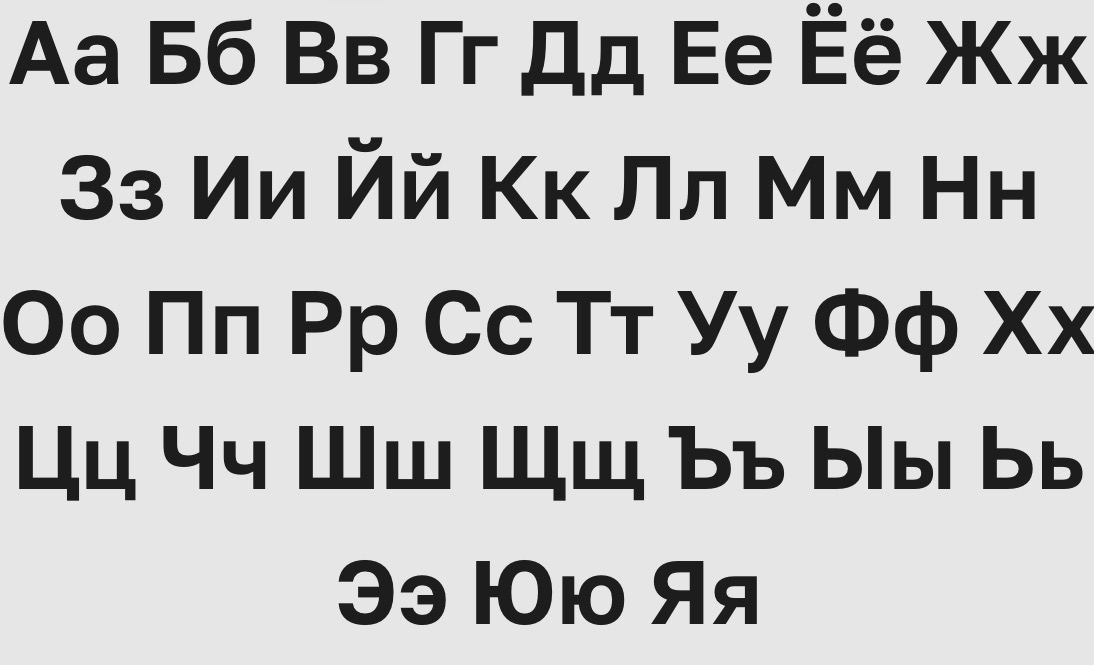 Аа Бб Вв Гг Дд Ее Ёё Жж
Зз Ии Йй Кк Лл Мм Нн
Оо Пп Рр Сс Тт Уу Фф Хх
Цц Чч Шш Щщ Ъъ Ыы Ьь
Ээ Юю Яя